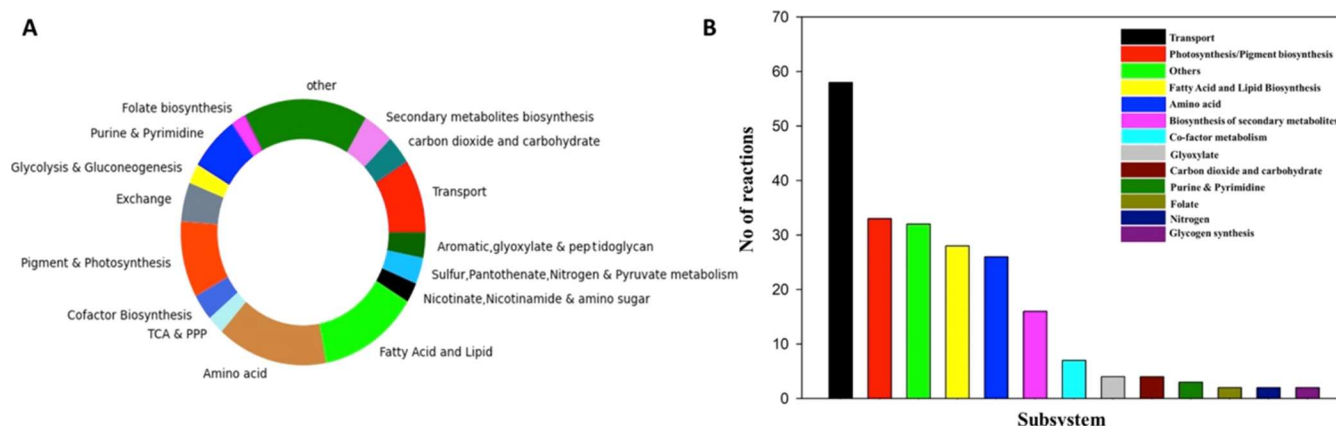 A
other
Folate biosynthesis
Secondary metabolites biosynthesis
Purine & Pyrimidine
carbon dioxide and carbohydrate
Glycolysis & Gluconeogenesis
Exchange
Transport
Pigment & Photosynthesis
Aromatic,glyoxylate & peptidoglycan
Sulfur,Pantothenate,Nitrogen & Pyruvate metabolism
Cofactor Biosynthesis
Nicotinate,Nicotinamide & amino sugar
TCA & PPP
Fatty Acid and Lipid
Amino acid
B
70
60
50
40
30
20
10
0
No of reactions
Transport
Photosynthesis/Pigment biosynthesis
Others
Fatty Acid and Lipid Biosynthesis
Amino acid
Biosynthesis of secondary metabolites
Co-factor metabolism
Glyoxylate
Carbon dioxide and carbohydrate
Purine & Pyrimidine
Folate
Nitrogen
Glycogen synthesis
Subsystem